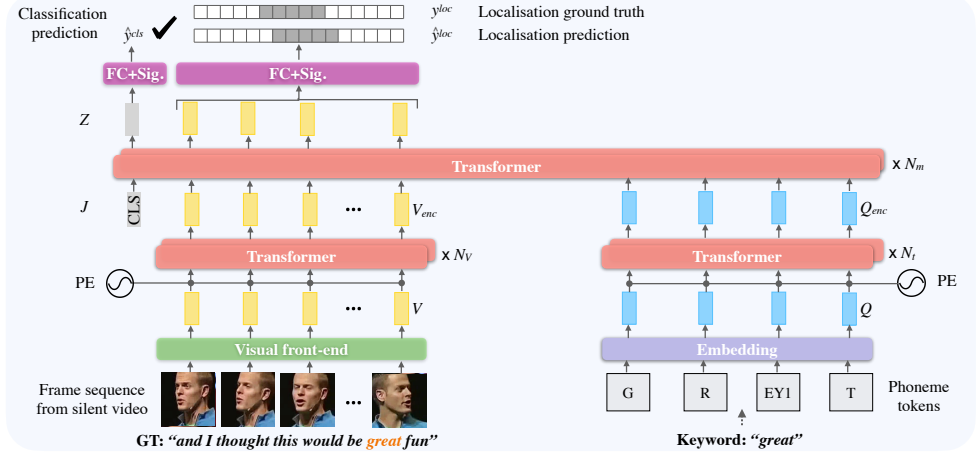 Classification prediction
ŷ^cls
y^loc Localisation ground truth
ŷ^loc Localisation prediction
FC+Sig. FC+Sig.
Z
Transformer x N_m
J CLS ... V_enc Q_enc
Transformer x N_V Transformer x N_t
PE PE
... V Q
Visual front-end Embedding
Frame sequence from silent video ... G R EY1 T Phoneme tokens
GT: “and I thought this would be great fun” Keyword: “great”